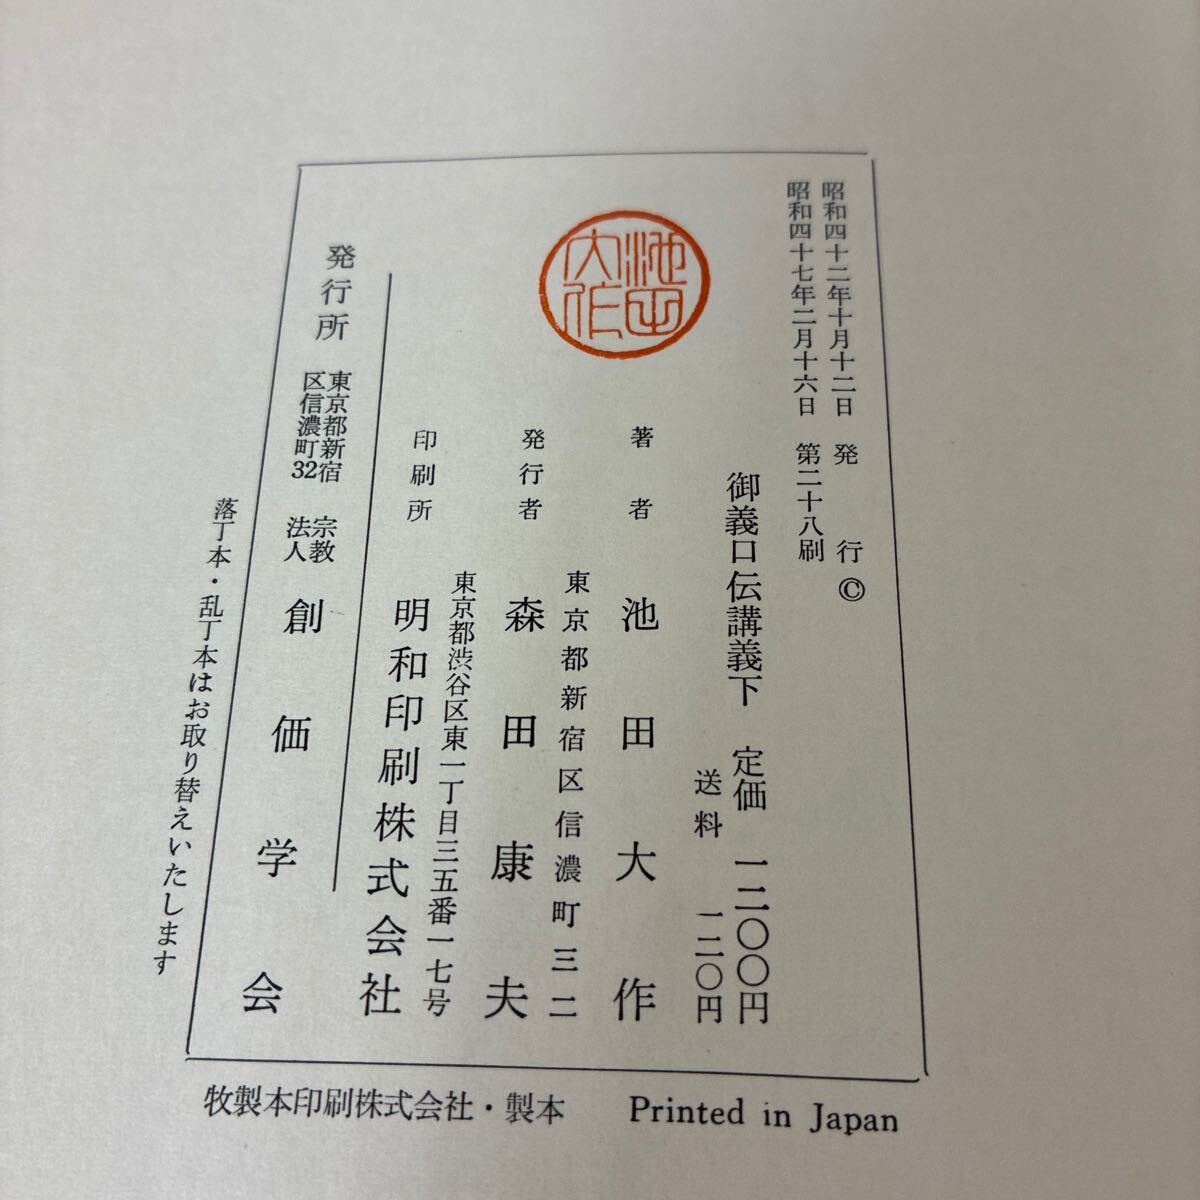 昭和四十二年十月十二日 発行 ©
昭和四十七年二月十六日 第二十八刷
御義口伝講義下 定価 一二〇〇円
送料 一二〇円
池田
大作
著者 池田大作
東京都新宿区信濃町三二
発行者 森田康夫
東京都渋谷区東一丁目三五番一七号
印刷所 明和印刷株式会社
発行所 東京都新宿
区信濃町32
宗教
法人
創価学会
落丁本・乱丁本はお取り替えいたします
牧製本印刷株式会社・製本 Printed in Japan